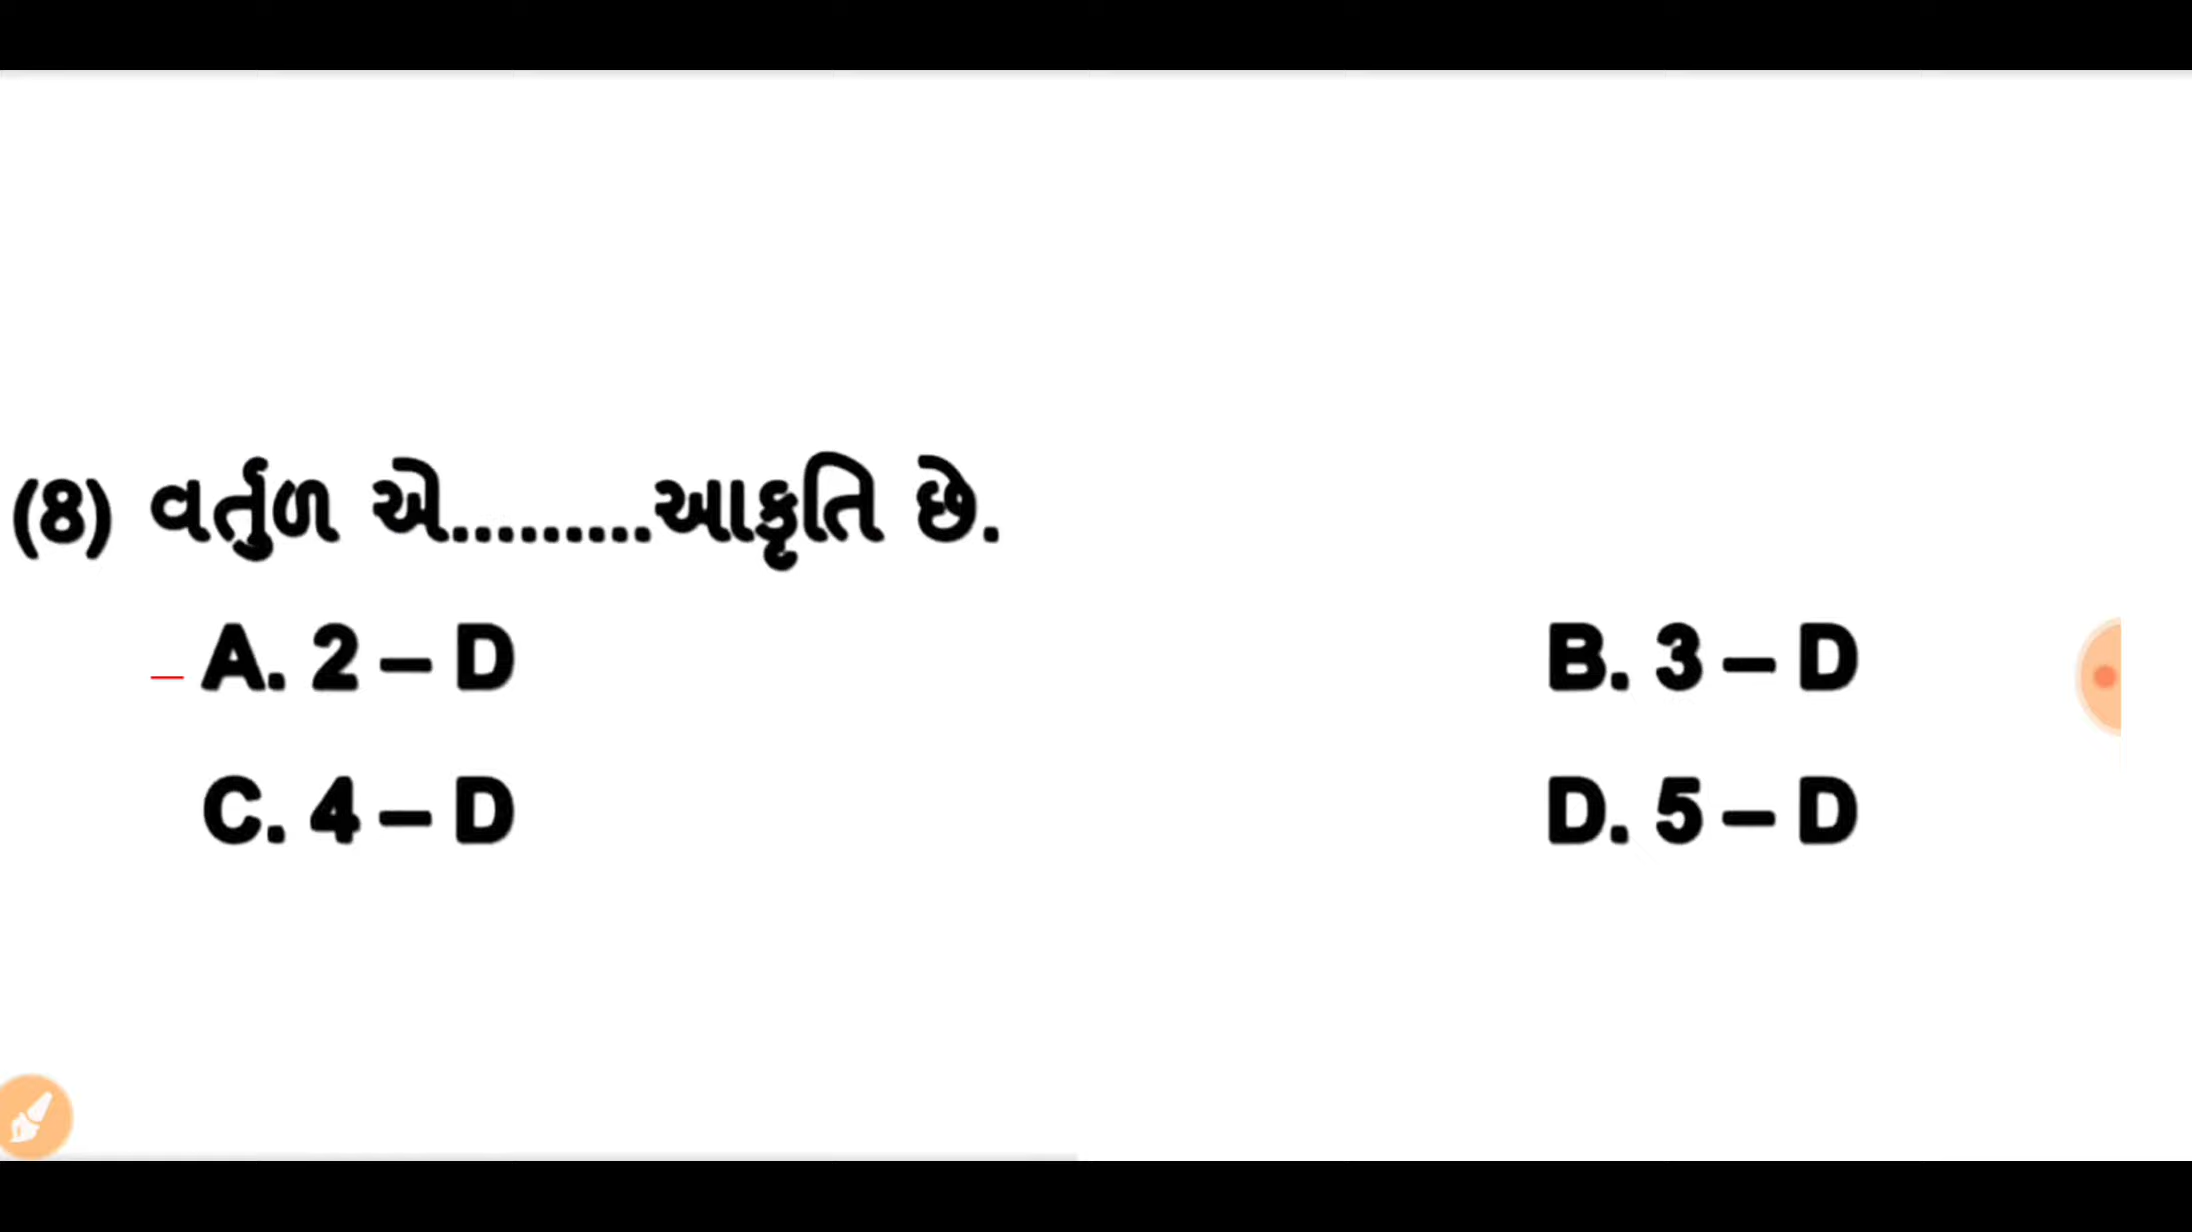 (8) વર્તુળ એ.........આકૃતિ છે.
A. 2 – D B. 3 – D
C. 4 – D D. 5 – D